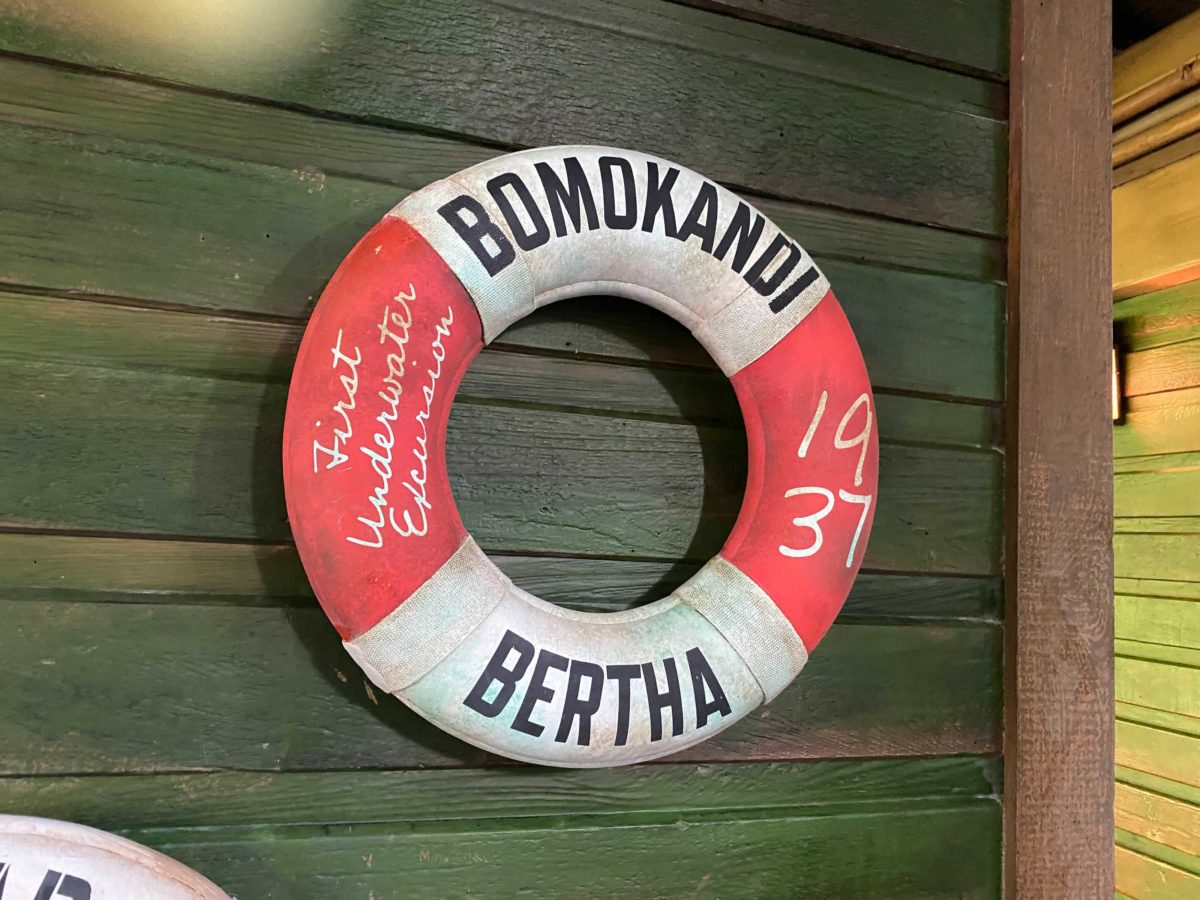 BOMOKANDI
First
Underwater
Excursion
19
37
BERTHA